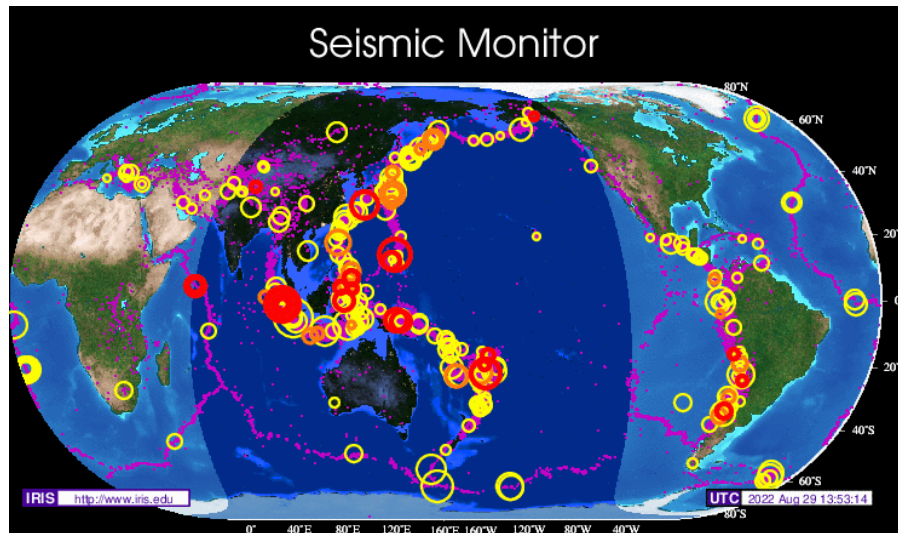 Seismic Monitor
80°N
60°N
40°N
20°N
0°
20°S
40°S
60°S
80°S
IRIS http://www.iris.edu
UTC 2022 Aug 29 13:53:14
0° 40°E 80°E 120°E 160°E 160°W 120°W 80°W 40°W